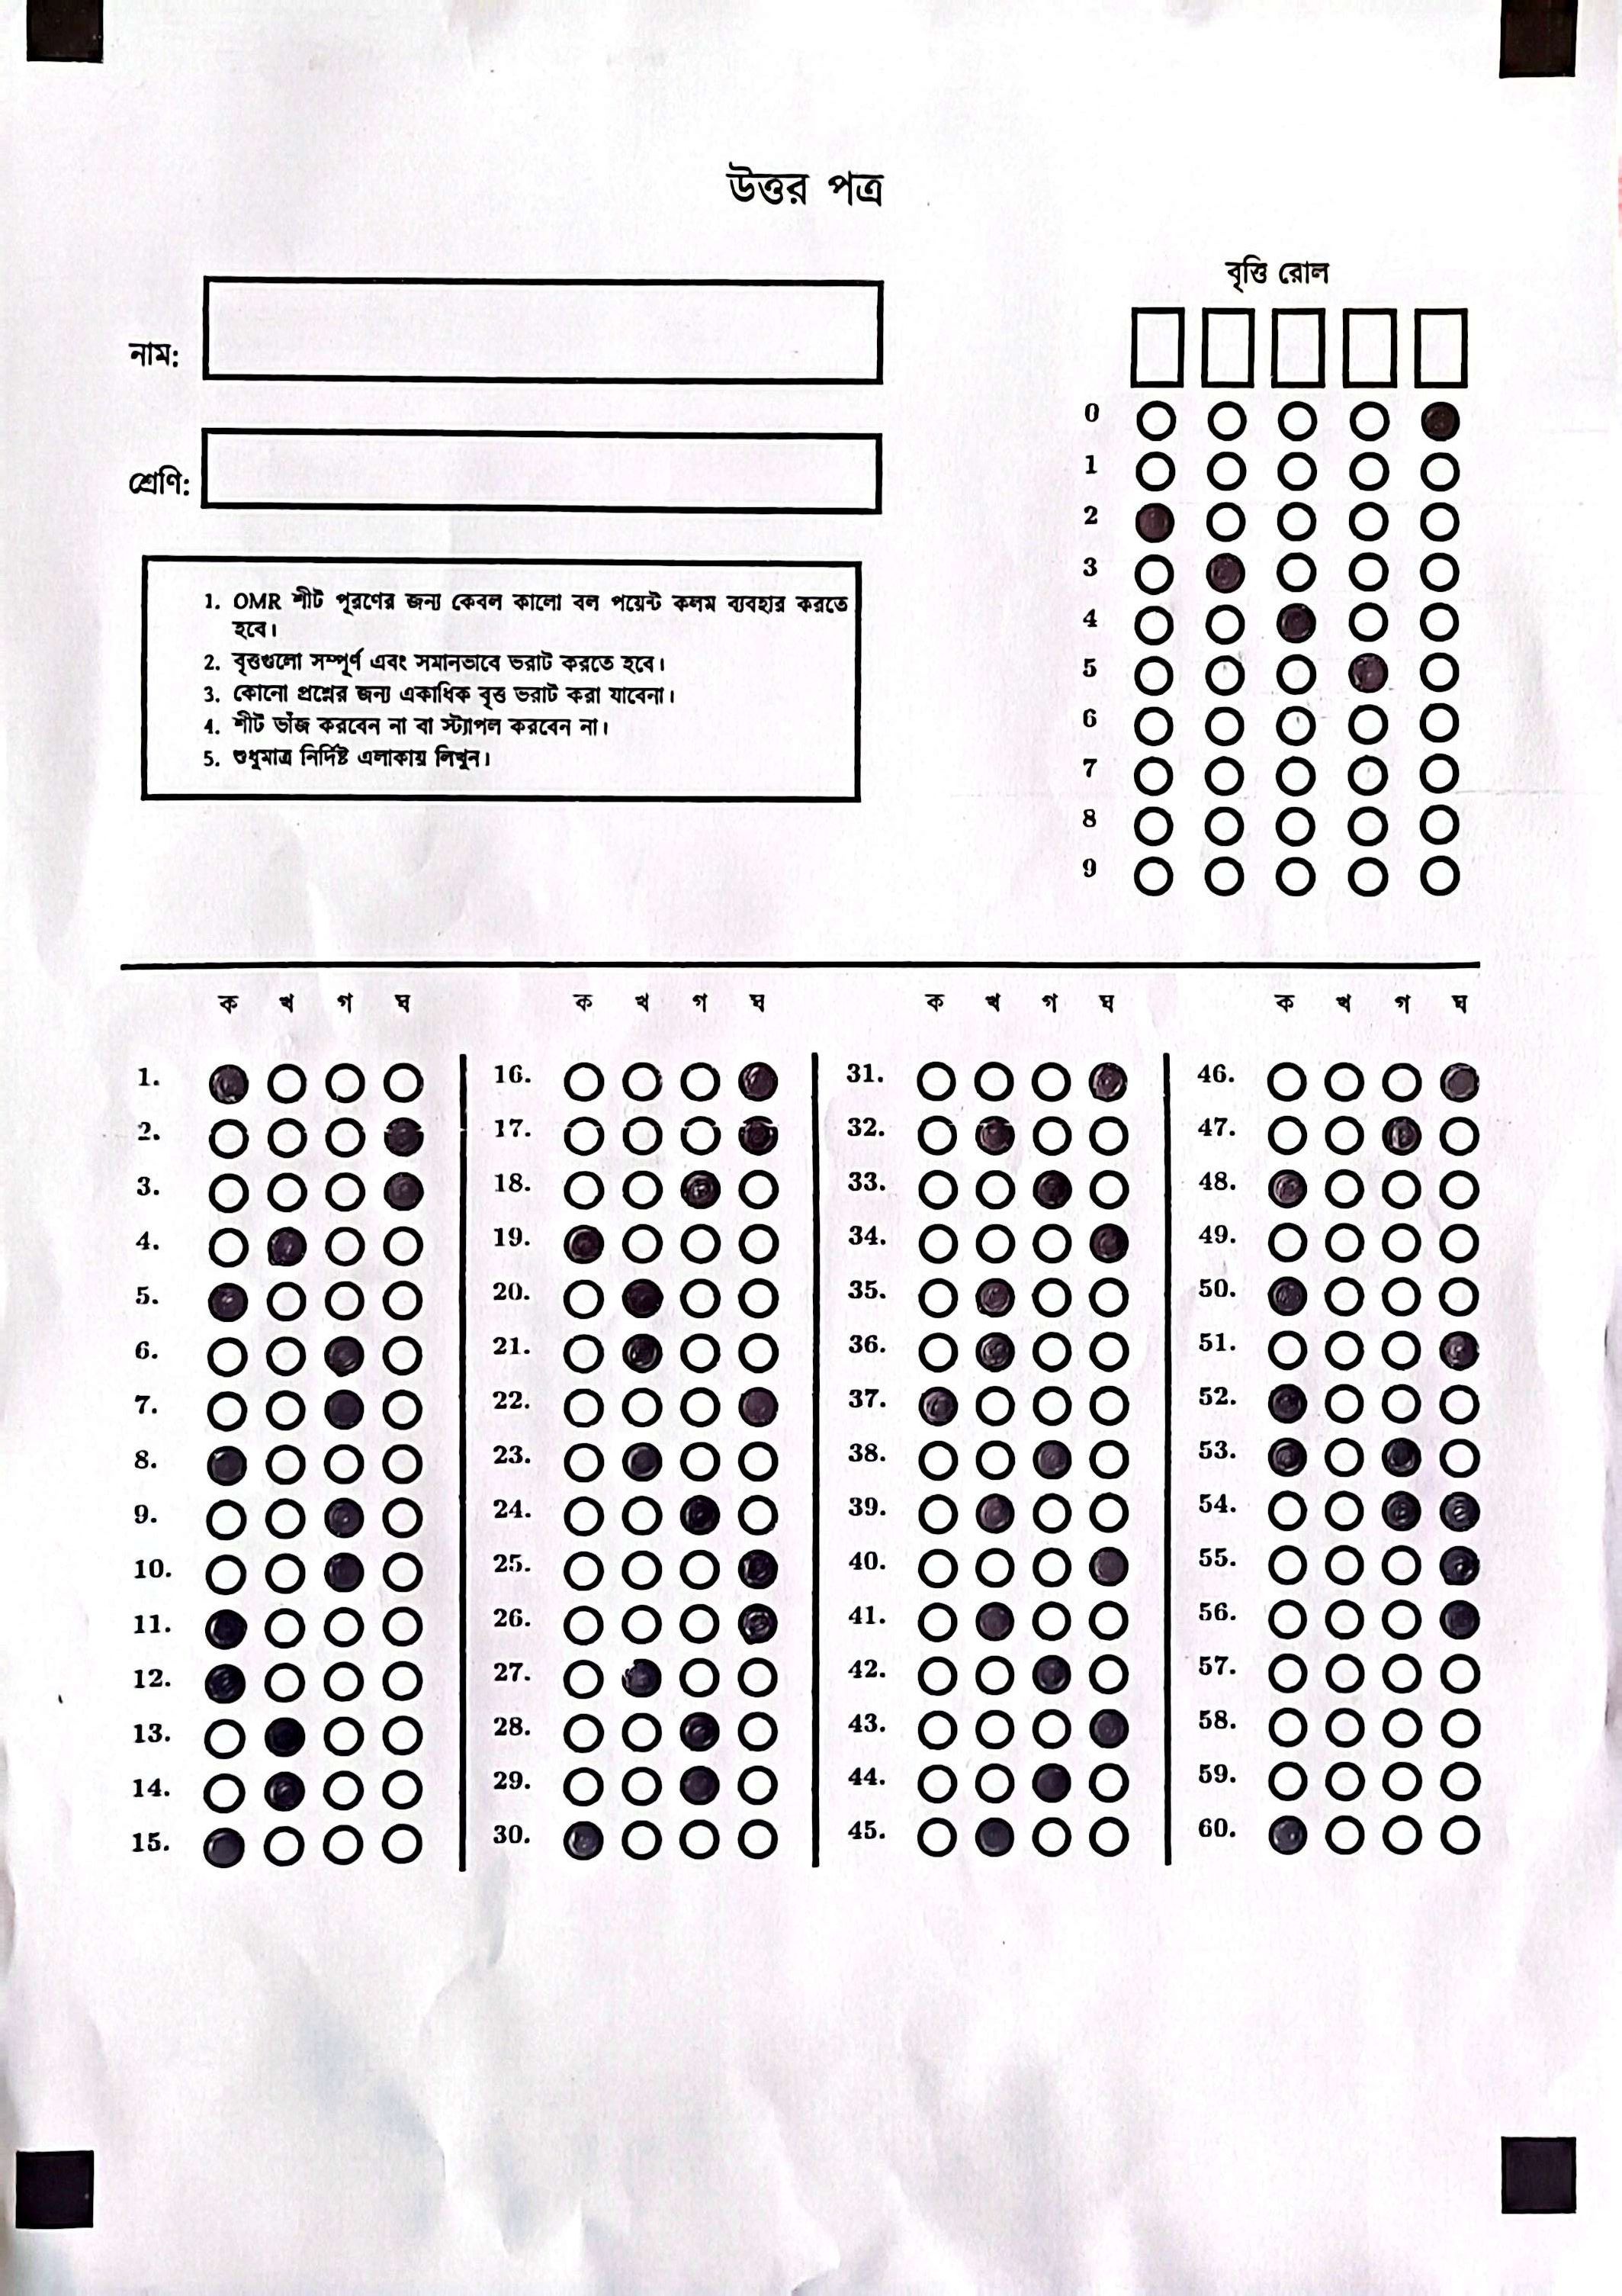 উত্তর পত্র
বৃত্তি রোল
নাম:
শ্রেণি:
1. OMR শীট পূরণের জন্য কেবল কালো বল পয়েন্ট কলম ব্যবহার করতে
হবে।
2. বৃত্তগুলো সম্পূর্ণ এবং সমানভাবে ভরাট করতে হবে।
3. কোনো প্রশ্নের জন্য একাধিক বৃত্ত ভরাট করা যাবেনা।
4. শীট ভাঁজ করবেন না বা স্ট্যাপল করবেন না।
5. শুধুমাত্র নির্দিষ্ট এলাকায় লিখুন।
0
1
2
3
4
5
6
7
8
9
ক খ গ ঘ ক খ গ ঘ ক খ গ ঘ ক খ গ ঘ
1. 16. 31. 46.
2. 17. 32. 47.
3. 18. 33. 48.
4. 19. 34. 49.
5. 20. 35. 50.
6. 21. 36. 51.
7. 22. 37. 52.
8. 23. 38. 53.
9. 24. 39. 54.
10. 25. 40. 55.
11. 26. 41. 56.
12. 27. 42. 57.
13. 28. 43. 58.
14. 29. 44. 59.
15. 30. 45. 60.